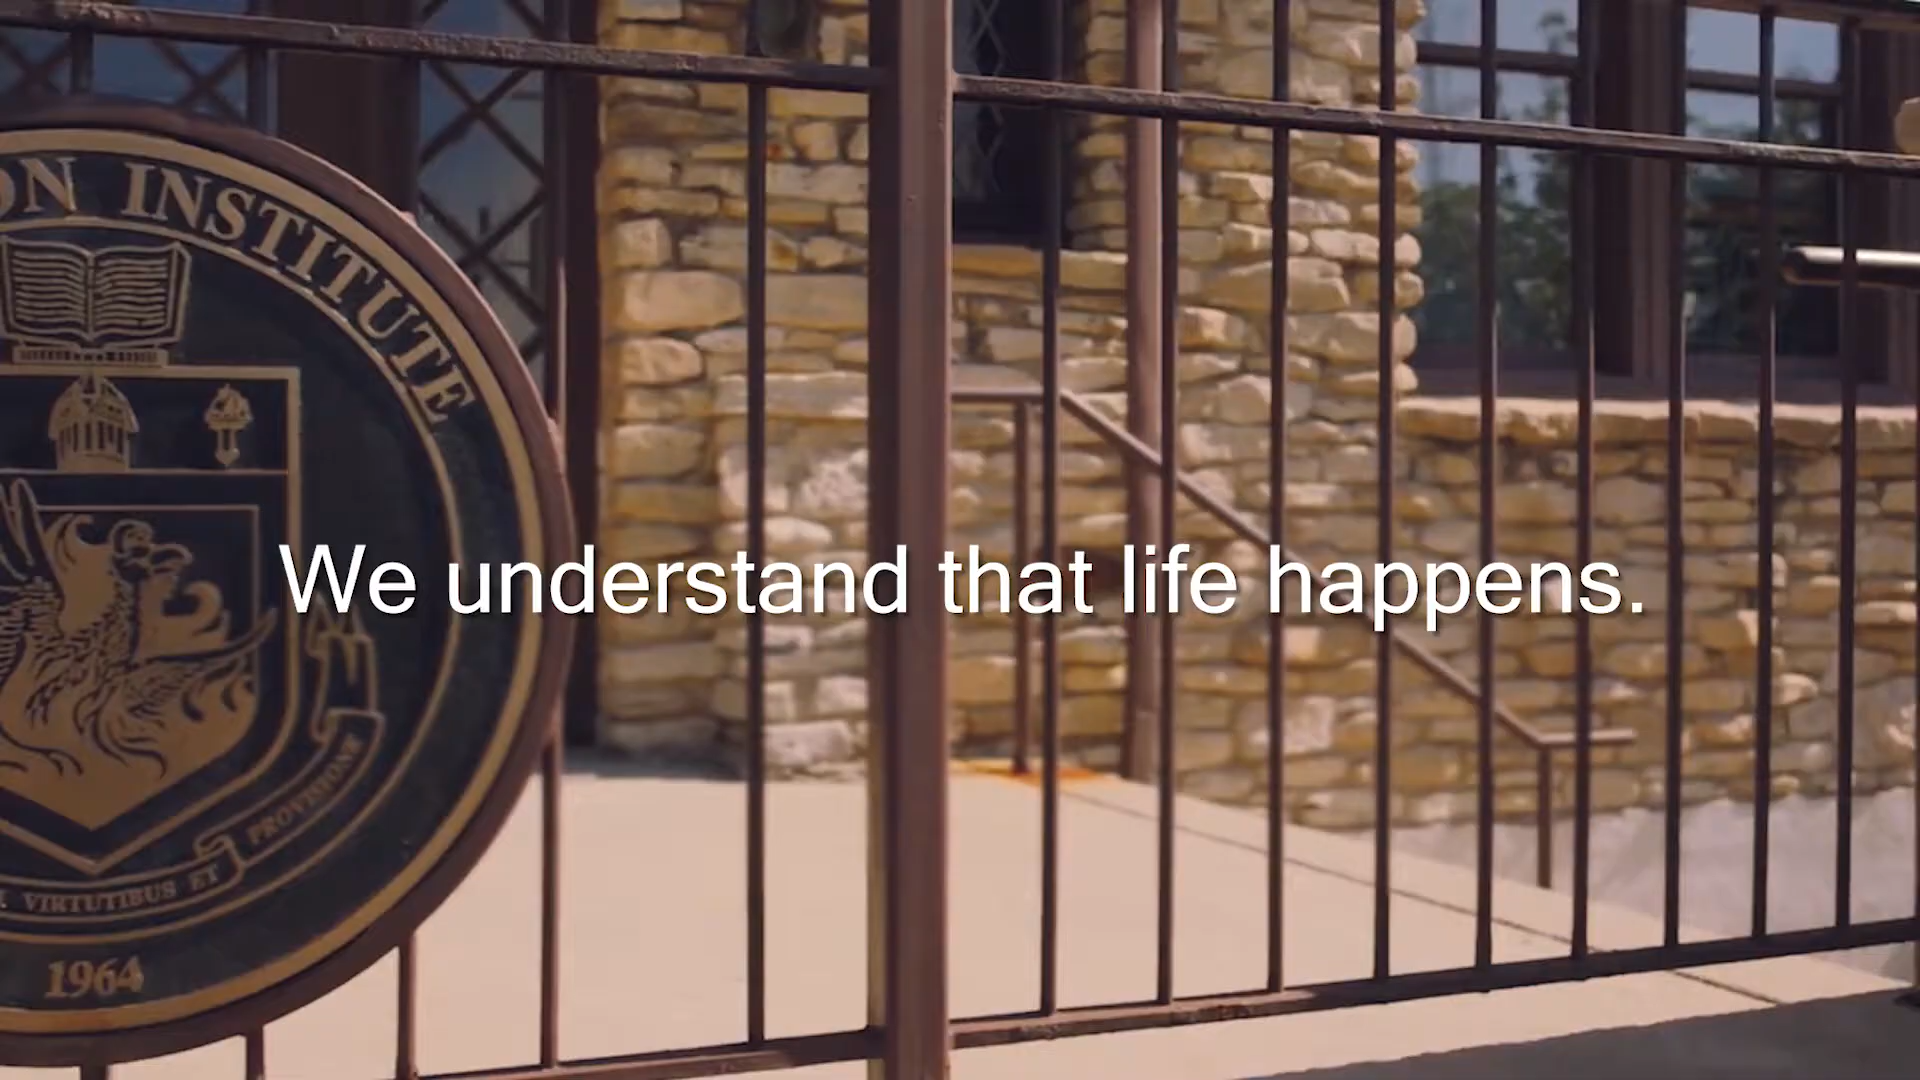 ON INSTITUTE
We understand that life happens.
PROVISIONE
VIRTUTIBUS ET
1964